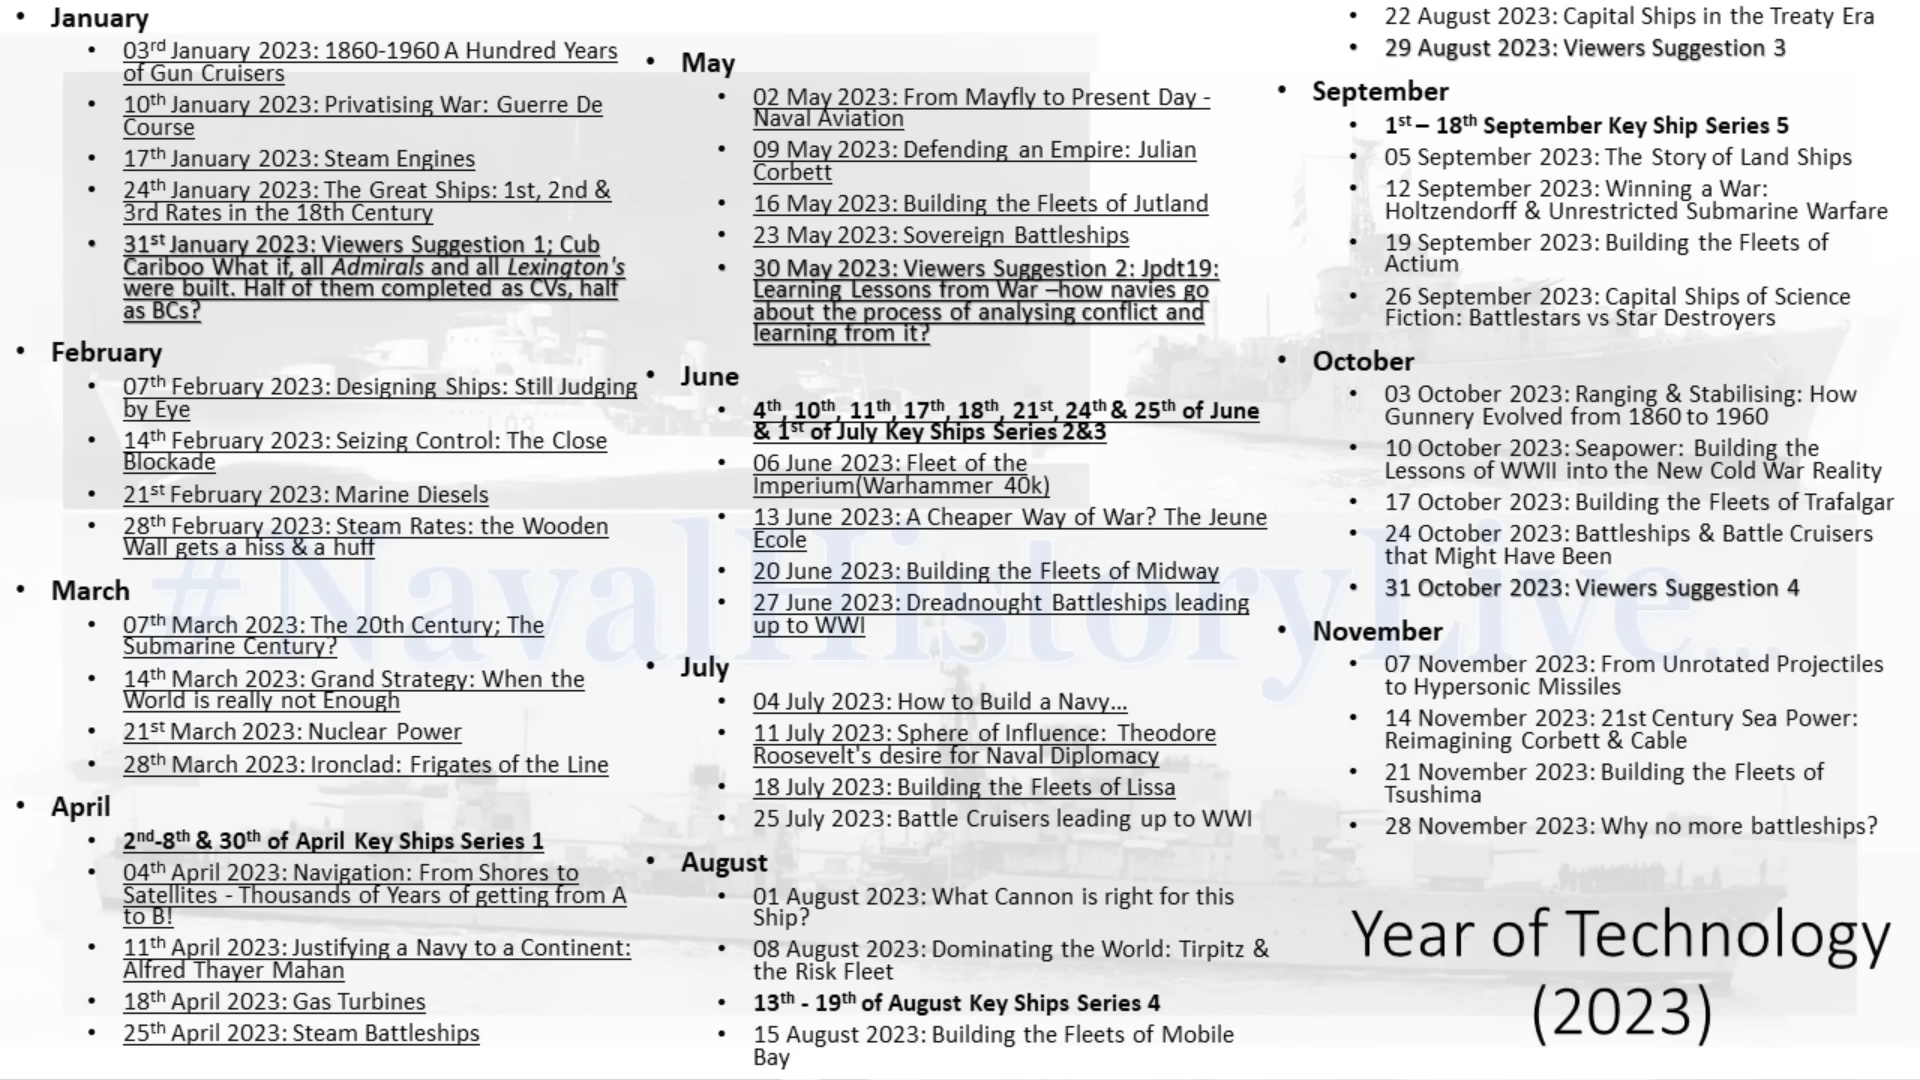 January
03rd January 2023: 1860-1960 A Hundred Years
of Gun Cruisers
10th January 2023: Privatising War: Guerre De
Course
17th January 2023: Steam Engines
24th January 2023: The Great Ships: 1st, 2nd &
3rd Rates in the 18th Century
31st January 2023: Viewers Suggestion 1; Cub
Cariboo What if, all Admirals and all Lexington's
were built. Half of them completed as CVs, half
as BCs?
February
07th February 2023: Designing Ships: Still Judging
by Eye
14th February 2023: Seizing Control: The Close
Blockade
21st February 2023: Marine Diesels
28th February 2023: Steam Rates: the Wooden
Wall gets a hiss & a huff
March
07th March 2023: The 20th Century; The
Submarine Century?
14th March 2023: Grand Strategy: When the
World is really not Enough
21st March 2023: Nuclear Power
28th March 2023: Ironclad: Frigates of the Line
April
2nd-8th & 30th of April Key Ships Series 1
04th April 2023: Navigation: From Shores to
Satellites - Thousands of Years of getting from A
to B!
11th April 2023: Justifying a Navy to a Continent:
Alfred Thayer Mahan
18th April 2023: Gas Turbines
25th April 2023: Steam Battleships
May
02 May 2023: From Mayfly to Present Day -
Naval Aviation
09 May 2023: Defending an Empire: Julian
Corbett
16 May 2023: Building the Fleets of Jutland
23 May 2023: Sovereign Battleships
30 May 2023: Viewers Suggestion 2: Jpdt19:
Learning Lessons from War –how navies go
about the process of analysing conflict and
learning from it?
June
4th, 10th, 11th, 17th, 18th, 21st, 24th & 25th of June
& 1st of July Key Ships Series 2&3
06 June 2023: Fleet of the
Imperium(Warhammer 40k)
13 June 2023: A Cheaper Way of War? The Jeune
Ecole
20 June 2023: Building the Fleets of Midway
27 June 2023: Dreadnought Battleships leading
up to WWI
July
04 July 2023: How to Build a Navy...
11 July 2023: Sphere of Influence: Theodore
Roosevelt's desire for Naval Diplomacy
18 July 2023: Building the Fleets of Lissa
25 July 2023: Battle Cruisers leading up to WWI
August
01 August 2023: What Cannon is right for this
Ship?
08 August 2023: Dominating the World: Tirpitz &
the Risk Fleet
13th - 19th of August Key Ships Series 4
15 August 2023: Building the Fleets of Mobile
Bay
22 August 2023: Capital Ships in the Treaty Era
29 August 2023: Viewers Suggestion 3
September
1st – 18th September Key Ship Series 5
05 September 2023: The Story of Land Ships
12 September 2023: Winning a War:
Holtzendorff & Unrestricted Submarine Warfare
19 September 2023: Building the Fleets of
Actium
26 September 2023: Capital Ships of Science
Fiction: Battlestars vs Star Destroyers
October
03 October 2023: Ranging & Stabilising: How
Gunnery Evolved from 1860 to 1960
10 October 2023: Seapower: Building the
Lessons of WWII into the New Cold War Reality
17 October 2023: Building the Fleets of Trafalgar
24 October 2023: Battleships & Battle Cruisers
that Might Have Been
31 October 2023: Viewers Suggestion 4
November
07 November 2023: From Unrotated Projectiles
to Hypersonic Missiles
14 November 2023: 21st Century Sea Power:
Reimagining Corbett & Cable
21 November 2023: Building the Fleets of
Tsushima
28 November 2023: Why no more battleships?
Year of Technology
(2023)
#NavalHistoryLive...
L03